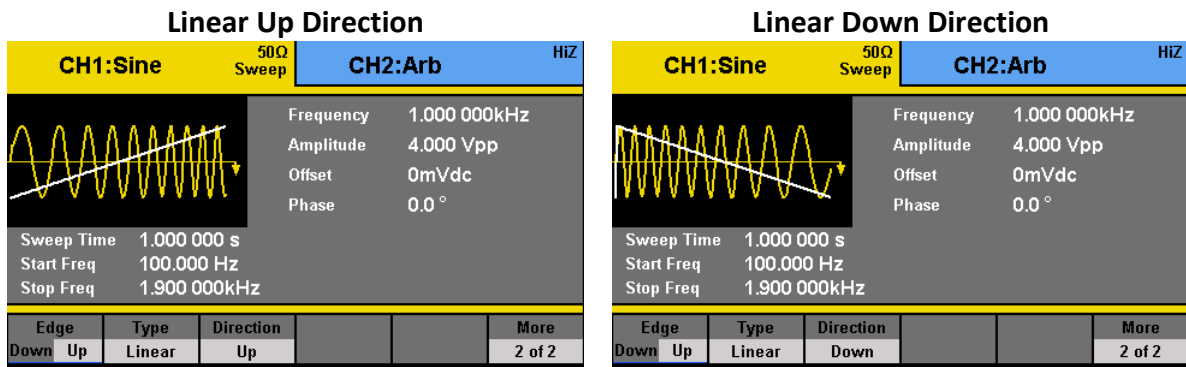 Linear Up Direction
CH1:Sine 50Ω Sweep CH2:Arb HiZ
Frequency 1.000 000kHz
Amplitude 4.000 Vpp
Offset 0mVdc
Phase 0.0 °
Sweep Time 1.000 000 s
Start Freq 100.000 Hz
Stop Freq 1.900 000kHz
Edge Type Direction More
Down Up Linear Up 2 of 2
Linear Down Direction
CH1:Sine 50Ω Sweep CH2:Arb HiZ
Frequency 1.000 000kHz
Amplitude 4.000 Vpp
Offset 0mVdc
Phase 0.0 °
Sweep Time 1.000 000 s
Start Freq 100.000 Hz
Stop Freq 1.900 000kHz
Edge Type Direction More
Down Up Linear Down 2 of 2